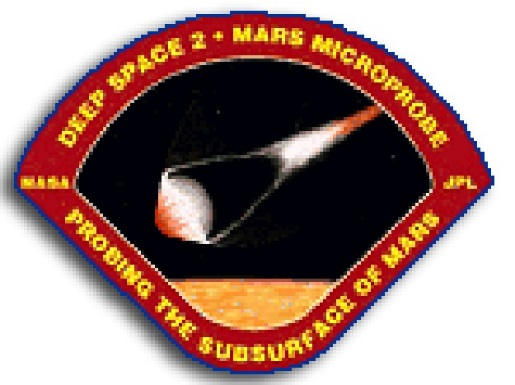 DEEP SPACE 2 • MARS MICROPROBE
NASA
JPL
PROBING THE SUBSURFACE OF MARS